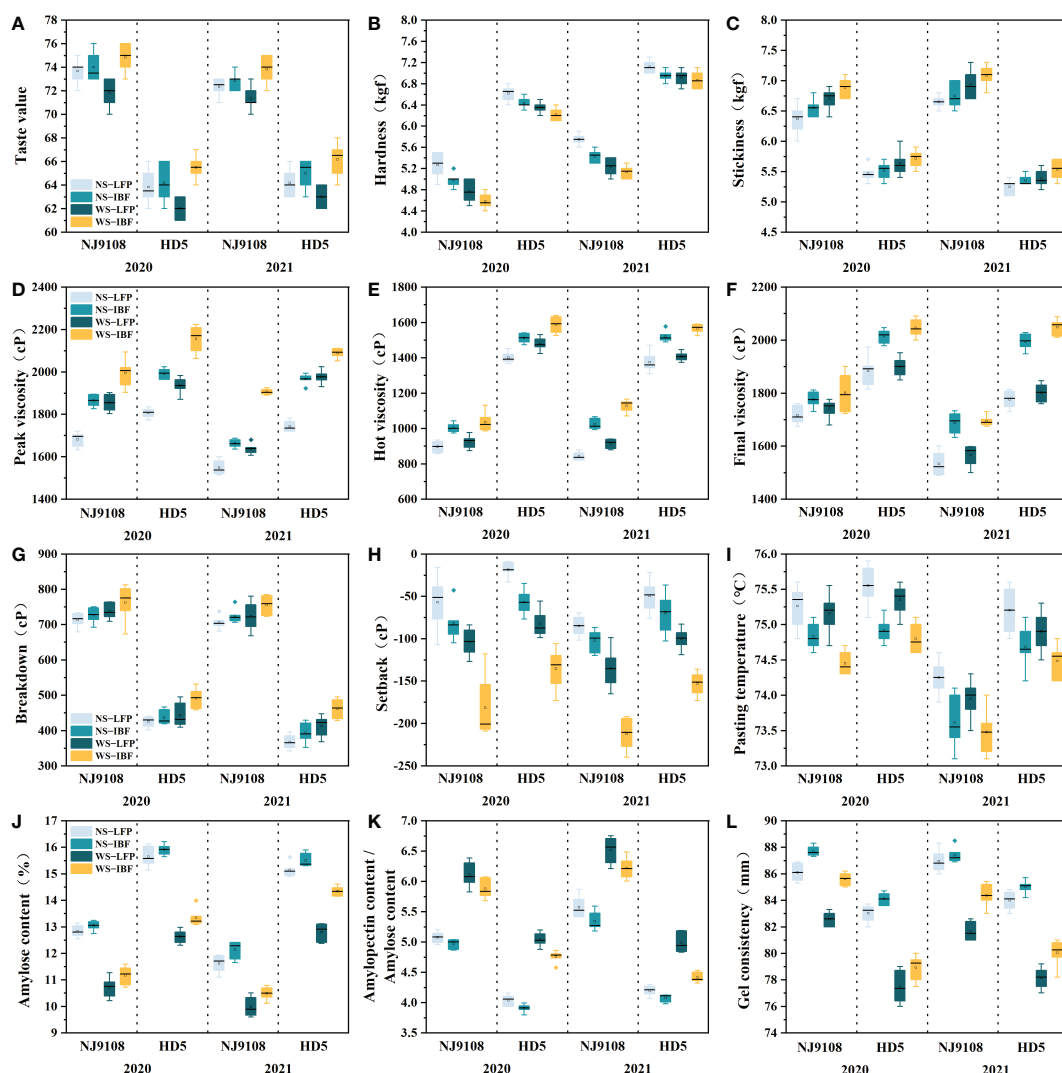 A
Taste value
78
76
74
72
70
68
66
64
62
60
NS-LFP
NS-IBF
WS-LFP
WS-IBF
NJ9108
HD5
NJ9108
HD5
2020
2021
B
Hardness (kgf)
7.6
7.2
6.8
6.4
6.0
5.6
5.2
4.8
4.4
4.0
NJ9108
HD5
NJ9108
HD5
2020
2021
C
Stickiness (kgf)
8.0
7.5
7.0
6.5
6.0
5.5
5.0
NJ9108
HD5
NJ9108
HD5
2020
2021
D
Peak viscosity (cP)
2400
2200
2000
1800
1600
1400
NS-LFP
NS-IBF
WS-LFP
WS-IBF
NJ9108
HD5
NJ9108
HD5
2020
2021
E
Hot viscosity (cP)
1800
1600
1400
1200
1000
800
600
NJ9108
HD5
NJ9108
HD5
2020
2021
F
Final viscosity (cP)
2200
2000
1800
1600
1400
NJ9108
HD5
NJ9108
HD5
2020
2021
G
Breakdown (cP)
900
800
700
600
500
400
300
NS-LFP
NS-IBF
WS-LFP
WS-IBF
NJ9108
HD5
NJ9108
HD5
2020
2021
H
Setback (cP)
0
-50
-100
-150
-200
-250
NJ9108
HD5
NJ9108
HD5
2020
2021
I
Pasting temperature (°C)
76.0
75.5
75.0
74.5
74.0
73.5
73.0
NJ9108
HD5
NJ9108
HD5
2020
2021
J
Amylose content (%)
17
16
15
14
13
12
11
10
9
NS-LFP
NS-IBF
WS-LFP
WS-IBF
NJ9108
HD5
NJ9108
HD5
2020
2021
K
Amylopectin content /
Amylose content
7.0
6.5
6.0
5.5
5.0
4.5
4.0
3.5
NJ9108
HD5
NJ9108
HD5
2020
2021
L
Gel consistency (mm)
90
88
86
84
82
80
78
76
74
72
NJ9108
HD5
NJ9108
HD5
2020
2021